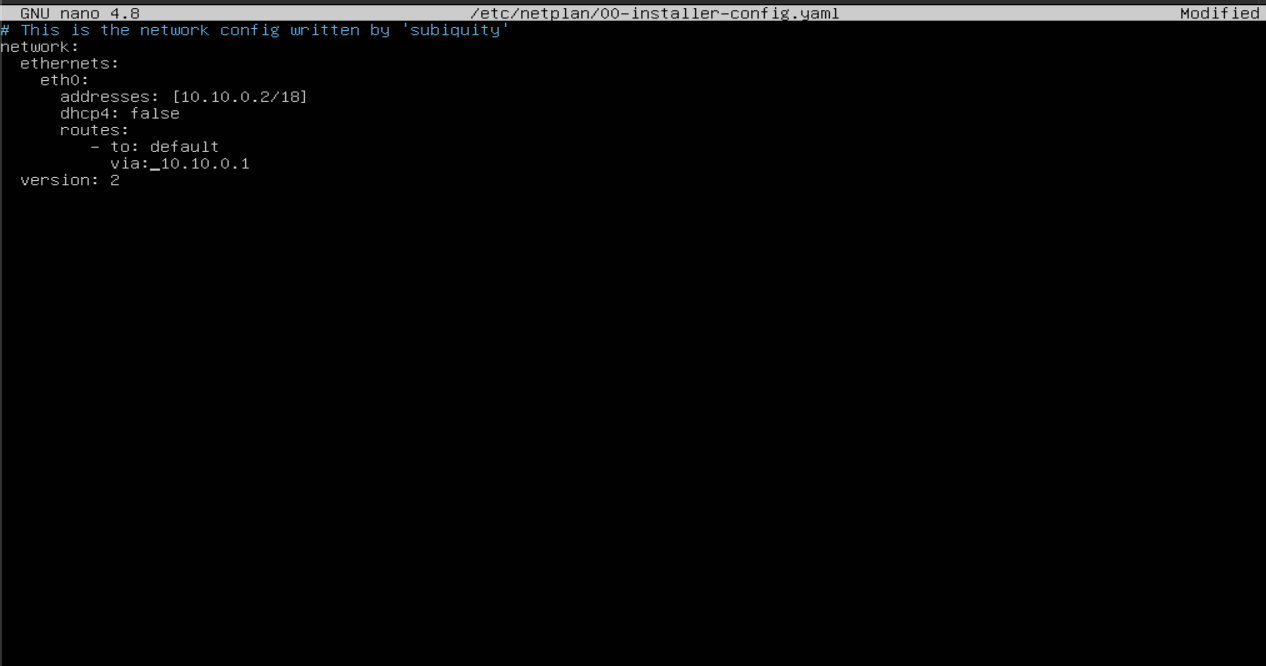 GNU nano 4.8 /etc/netplan/00-installer-config.yaml Modified
# This is the network config written by 'subiquity'
network:
  ethernets:
    eth0:
      addresses: [10.10.0.2/18]
      dhcp4: false
      routes:
         - to: default
           via: 10.10.0.1
  version: 2